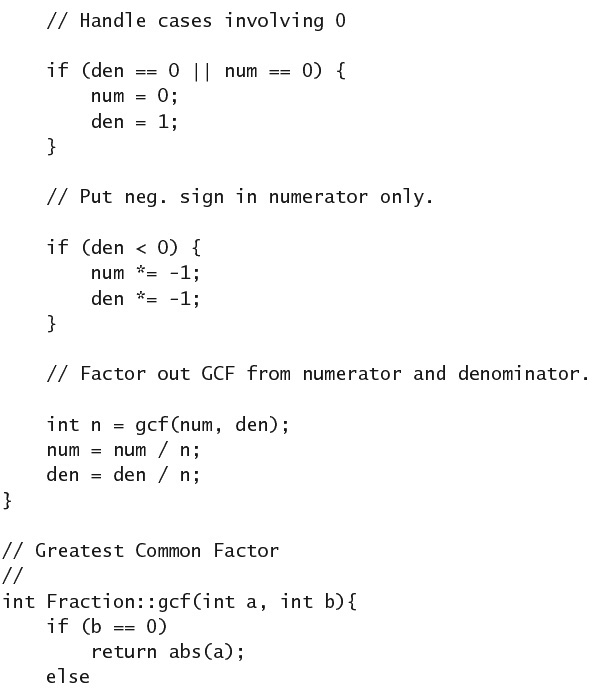 // Handle cases involving 0

    if (den == 0 || num == 0) {
        num = 0;
        den = 1;
    }

    // Put neg. sign in numerator only.

    if (den < 0) {
        num *= -1;
        den *= -1;
    }

    // Factor out GCF from numerator and denominator.

    int n = gcf(num, den);
    num = num / n;
    den = den / n;
}

// Greatest Common Factor
//
int Fraction::gcf(int a, int b){
    if (b == 0)
        return abs(a);
    else